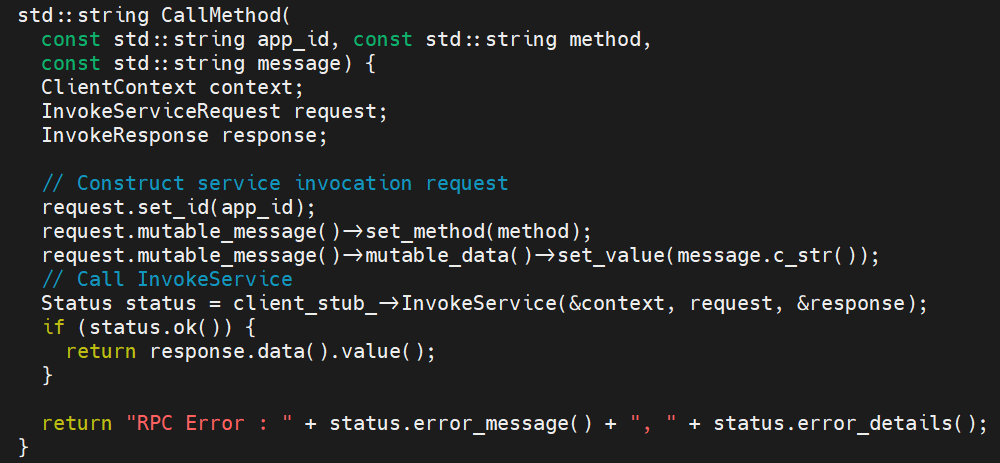 std::string CallMethod(
  const std::string app_id, const std::string method,
  const std::string message) {
  ClientContext context;
  InvokeServiceRequest request;
  InvokeResponse response;

  // Construct service invocation request
  request.set_id(app_id);
  request.mutable_message()->set_method(method);
  request.mutable_message()->mutable_data()->set_value(message.c_str());
  // Call InvokeService
  Status status = client_stub_->InvokeService(&context, request, &response);
  if (status.ok()) {
    return response.data().value();
  }

  return "RPC Error : " + status.error_message() + ", " + status.error_details();
}